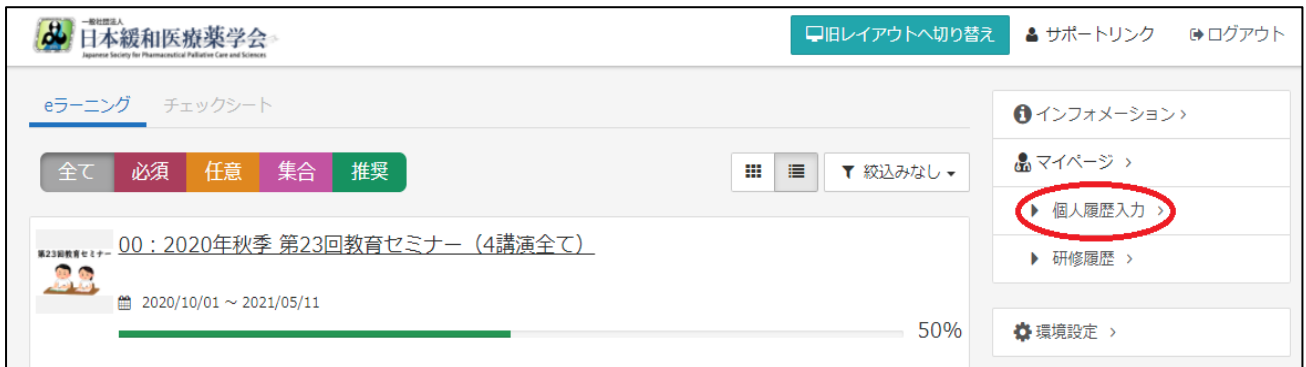 一般社団法人
日本緩和医療薬学会
Japanese Society for Pharmaceutical Palliative Care and Sciences
旧レイアウトへ切り替え
サポートリンク
ログアウト
eラーニング
チェックシート
全て
必須
任意
集合
推奨
絞込みなし
第23回教育セミナー
00：2020年秋季 第23回教育セミナー（4講演全て）
2020/10/01 ～ 2021/05/11
50%
インフォメーション
マイページ
個人履歴入力
研修履歴
環境設定